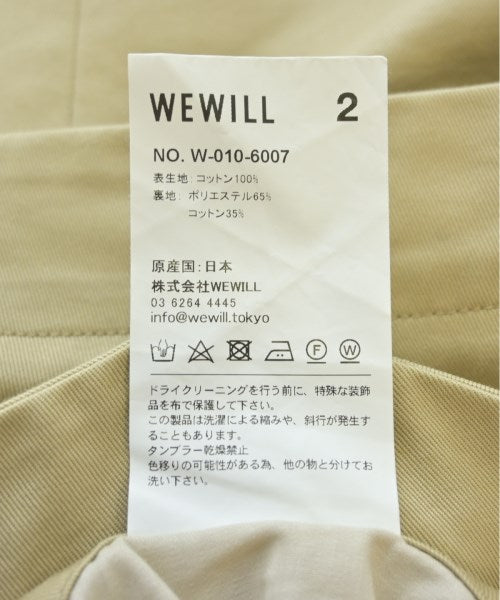 WEWILL 2
NO. W-010-6007
表生地：コットン100%
裏地：ポリエステル65%
コットン35%
原産国：日本
株式会社WEWILL
03 6264 4445
info@wewill.tokyo
F W
ドライクリーニングを行う前に、特殊な装飾
品を布で保護して下さい。
この製品は洗濯による縮みや、斜行が発生す
ることもあります。
タンブラー乾燥禁止
色移りの可能性がある為、他の物と分けてお
洗い下さい。